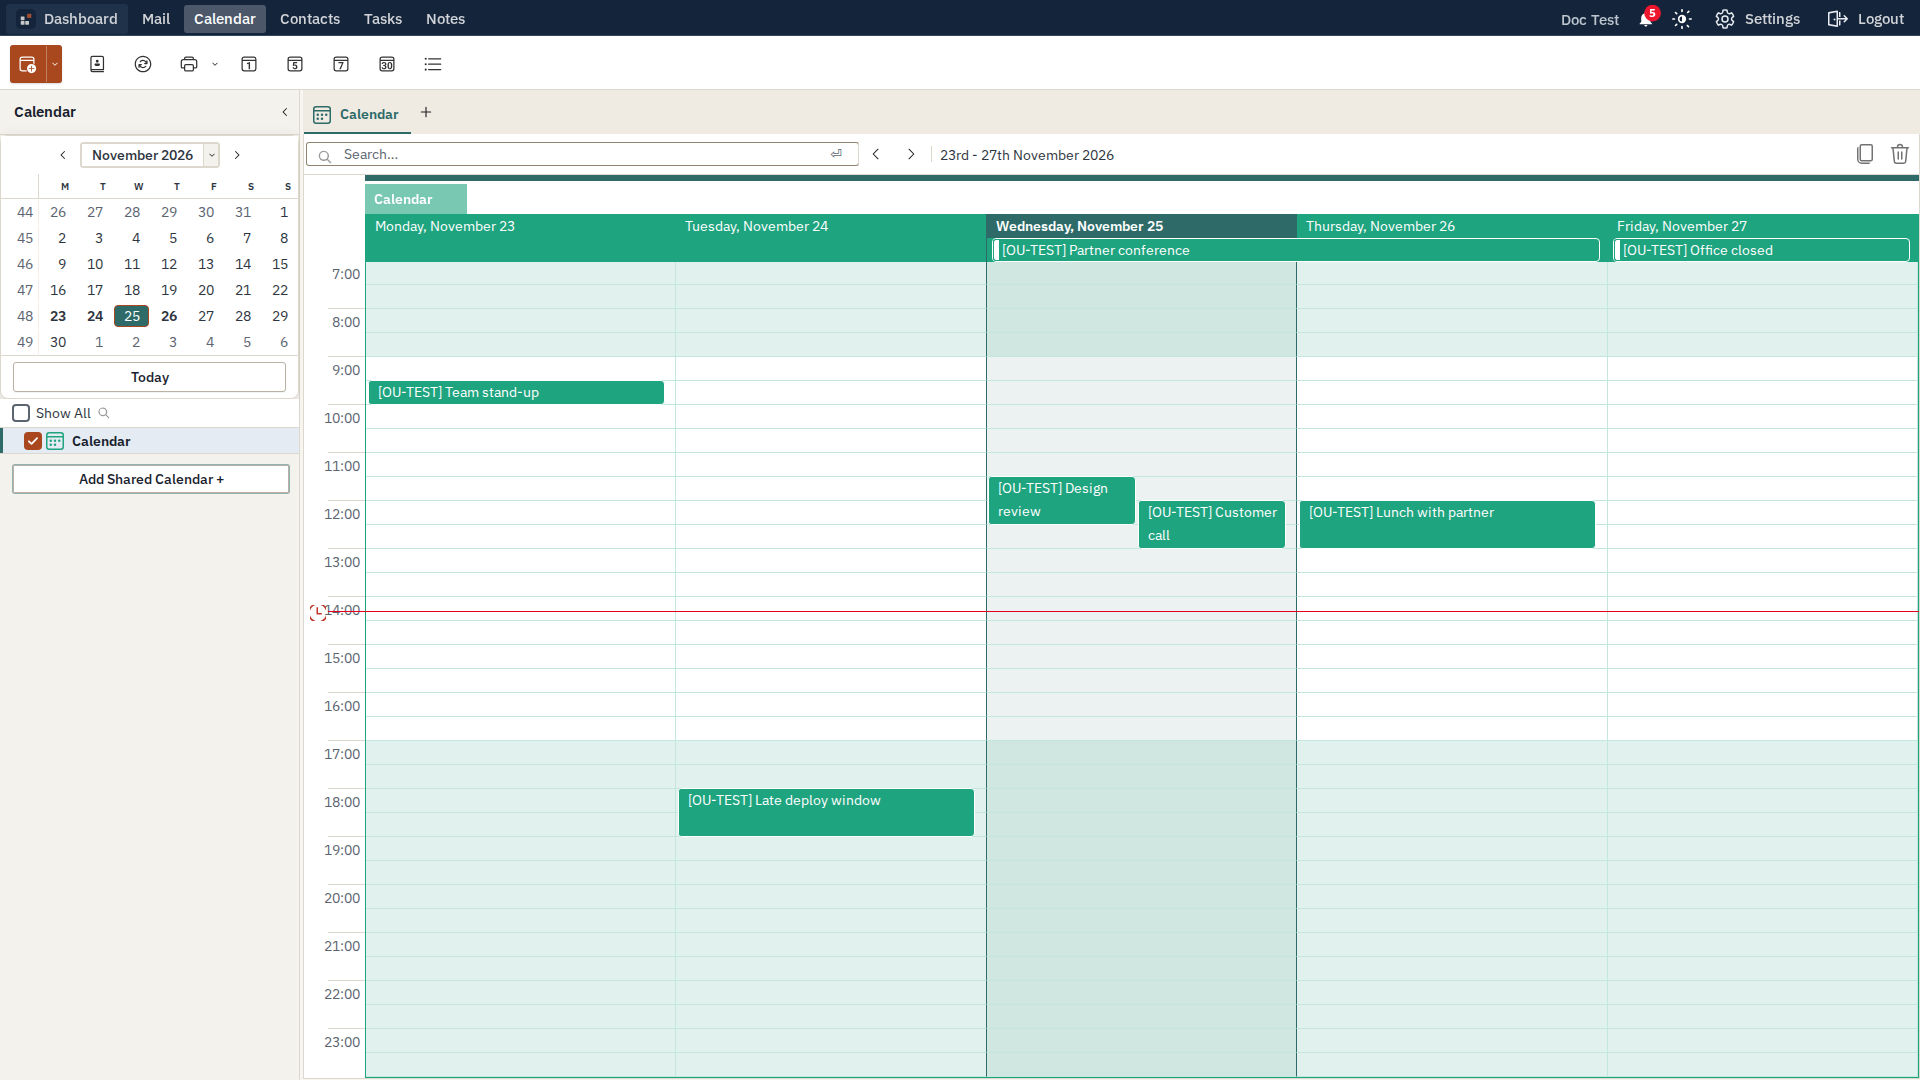 Dashboard Mail Calendar Contacts Tasks Notes Doc Test 5 Settings Logout
1 5 7 30
Calendar
November 2026
M T W T F S S
44 26 27 28 29 30 31 1
45 2 3 4 5 6 7 8
46 9 10 11 12 13 14 15
47 16 17 18 19 20 21 22
48 23 24 25 26 27 28 29
49 30 1 2 3 4 5 6
Today
Show All
Calendar
Add Shared Calendar +
Calendar +
Search... 23rd - 27th November 2026
Calendar
Monday, November 23 Tuesday, November 24 Wednesday, November 25 Thursday, November 26 Friday, November 27
[OU-TEST] Partner conference [OU-TEST] Office closed
7:00
8:00
9:00
[OU-TEST] Team stand-up
10:00
11:00
[OU-TEST] Design
review
12:00
[OU-TEST] Customer
call
[OU-TEST] Lunch with partner
13:00
14:00
15:00
16:00
17:00
18:00
[OU-TEST] Late deploy window
19:00
20:00
21:00
22:00
23:00